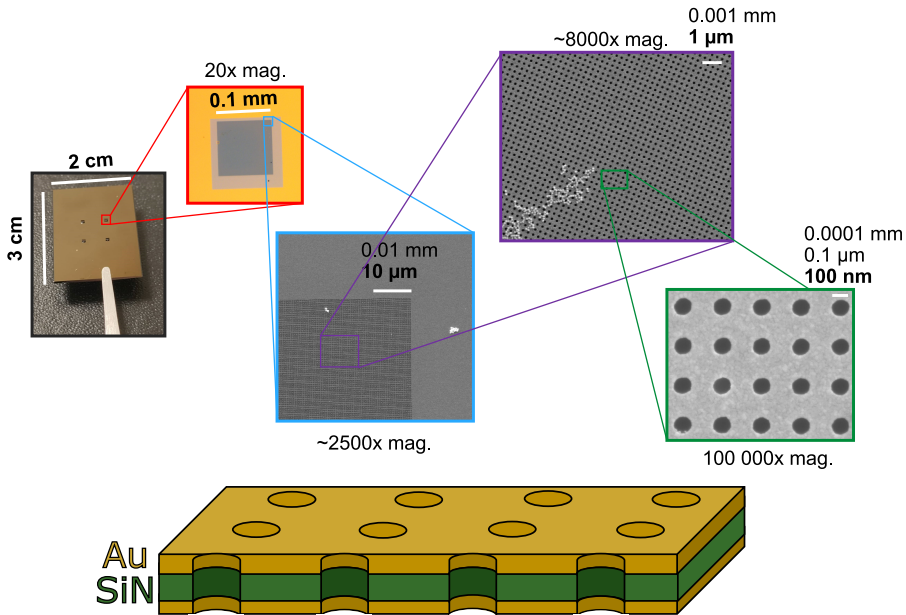 0.001 mm
1 µm
~8000x mag.
20x mag.
0.1 mm
2 cm
3 cm
0.01 mm
10 µm
0.0001 mm
0.1 µm
100 nm
~2500x mag.
100 000x mag.
Au
SiN